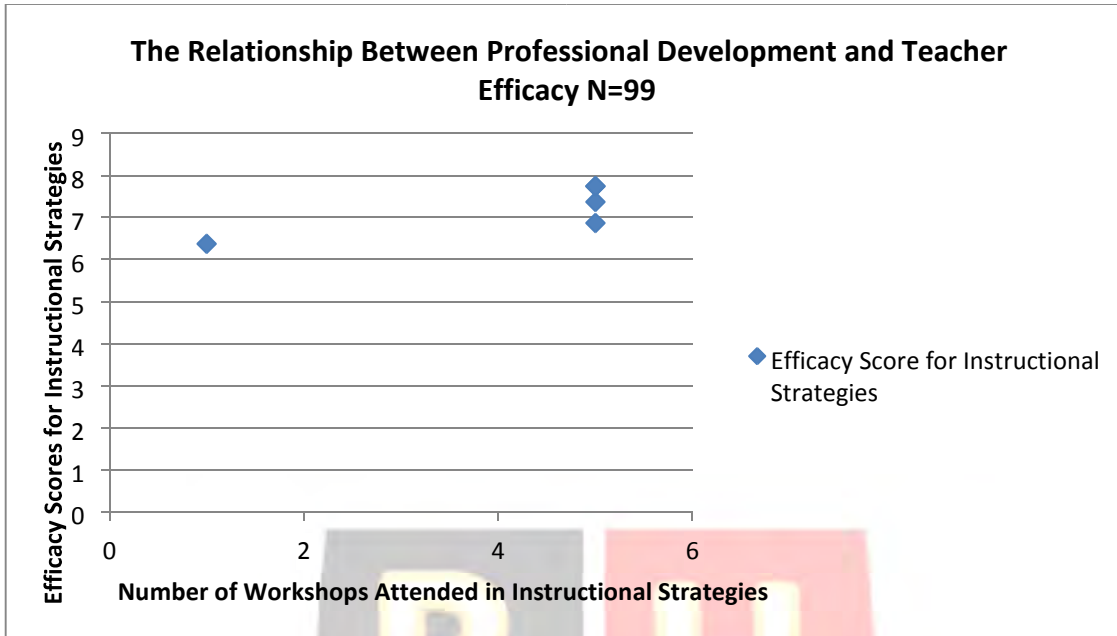 The Relationship Between Professional Development and Teacher
Efficacy N=99
Efficacy Scores for Instructional Strategies
9
8
7
6
5
4
3
2
1
0
0 2 4 6
Number of Workshops Attended in Instructional Strategies
Efficacy Score for Instructional
Strategies